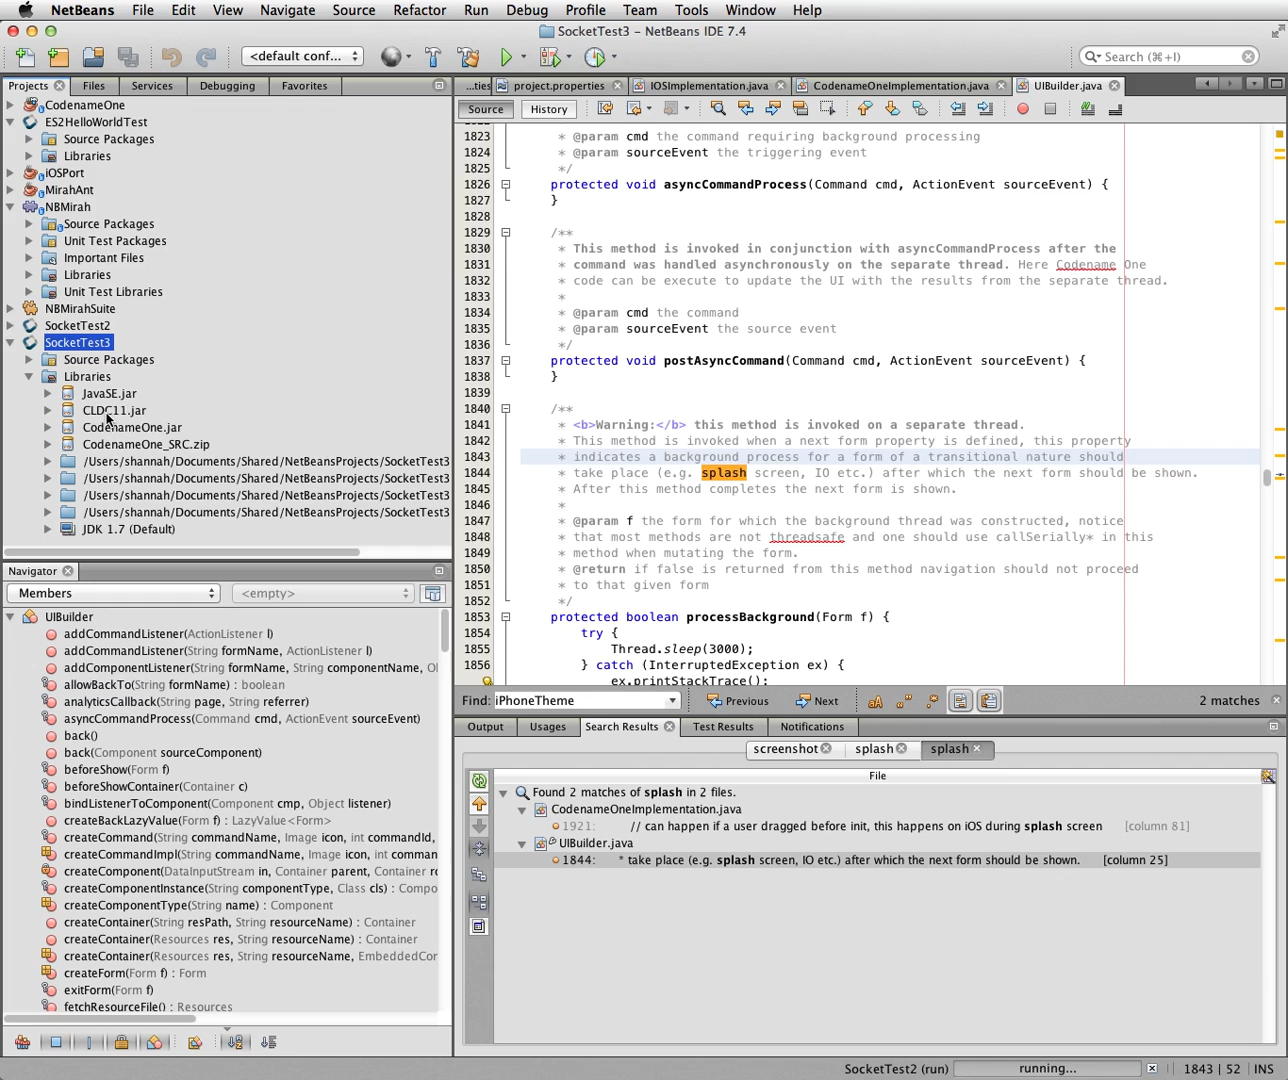 NetBeans File Edit View Navigate Source Refactor Run Debug Profile Team Tools Window Help
SocketTest3 – NetBeans IDE 7.4
<default conf... Search (⌘+I)
Projects Files Services Debugging Favorites
CodenameOne
ES2HelloWorldTest
Source Packages
Libraries
iOSPort
MirahAnt
NBMirah
Source Packages
Unit Test Packages
Important Files
Libraries
Unit Test Libraries
NBMirahSuite
SocketTest2
SocketTest3
Source Packages
Libraries
JavaSE.jar
CLDC11.jar
CodenameOne.jar
CodenameOne_SRC.zip
/Users/shannah/Documents/Shared/NetBeansProjects/SocketTest3
/Users/shannah/Documents/Shared/NetBeansProjects/SocketTest3
/Users/shannah/Documents/Shared/NetBeansProjects/SocketTest3
/Users/shannah/Documents/Shared/NetBeansProjects/SocketTest3
JDK 1.7 (Default)
Navigator
Members <empty>
UIBuilder
addCommandListener(ActionListener l)
addCommandListener(String formName, ActionListener l)
addComponentListener(String formName, String componentName, Ol
allowBackTo(String formName) : boolean
analyticsCallback(String page, String referrer)
asyncCommandProcess(Command cmd, ActionEvent sourceEvent)
back()
back(Component sourceComponent)
beforeShow(Form f)
beforeShowContainer(Container c)
bindListenerToComponent(Component cmp, Object listener)
createBackLazyValue(Form f) : LazyValue<Form>
createCommand(String commandName, Image icon, int commandId,
createCommandImpl(String commandName, Image icon, int comman
createComponent(DataInputStream in, Container parent, Container ro
createComponentInstance(String componentType, Class cls) : Compo
createComponentType(String name) : Component
createContainer(String resPath, String resourceName) : Container
createContainer(Resources res, String resourceName) : Container
createContainer(Resources res, String resourceName, EmbeddedCor
createForm(Form f) : Form
exitForm(Form f)
fetchResourceFile() : Resources
...ties project.properties IOSImplementation.java CodenameOneImplementation.java UIBuilder.java
Source History
1823 * @param cmd the command requiring background processing
1824 * @param sourceEvent the triggering event
1825 */
1826 protected void asyncCommandProcess(Command cmd, ActionEvent sourceEvent) {
1827 }
1828
1829 /**
1830 * This method is invoked in conjunction with asyncCommandProcess after the
1831 * command was handled asynchronously on the separate thread. Here Codename One
1832 * code can be execute to update the UI with the results from the separate thread.
1833 *
1834 * @param cmd the command
1835 * @param sourceEvent the source event
1836 */
1837 protected void postAsyncCommand(Command cmd, ActionEvent sourceEvent) {
1838 }
1839
1840 /**
1841 * <b>Warning:</b> this method is invoked on a separate thread.
1842 * This method is invoked when a next form property is defined, this property
1843 * indicates a background process for a form of a transitional nature should
1844 * take place (e.g. splash screen, IO etc.) after which the next form should be shown.
1845 * After this method completes the next form is shown.
1846 *
1847 * @param f the form for which the background thread was constructed, notice
1848 * that most methods are not threadsafe and one should use callSerially* in this
1849 * method when mutating the form.
1850 * @return if false is returned from this method navigation should not proceed
1851 * to that given form
1852 */
1853 protected boolean processBackground(Form f) {
1854 try {
1855 Thread.sleep(3000);
1856 } catch (InterruptedException ex) {
ex.printStackTrace();
Find: iPhoneTheme Previous Next 2 matches
Output Usages Search Results Test Results Notifications
screenshot splash splash
File
Found 2 matches of splash in 2 files.
CodenameOneImplementation.java
1921: // can happen if a user dragged before init, this happens on iOS during splash screen [column 81]
UIBuilder.java
1844: * take place (e.g. splash screen, IO etc.) after which the next form should be shown. [column 25]
SocketTest2 (run) running... 1843 | 52 INS